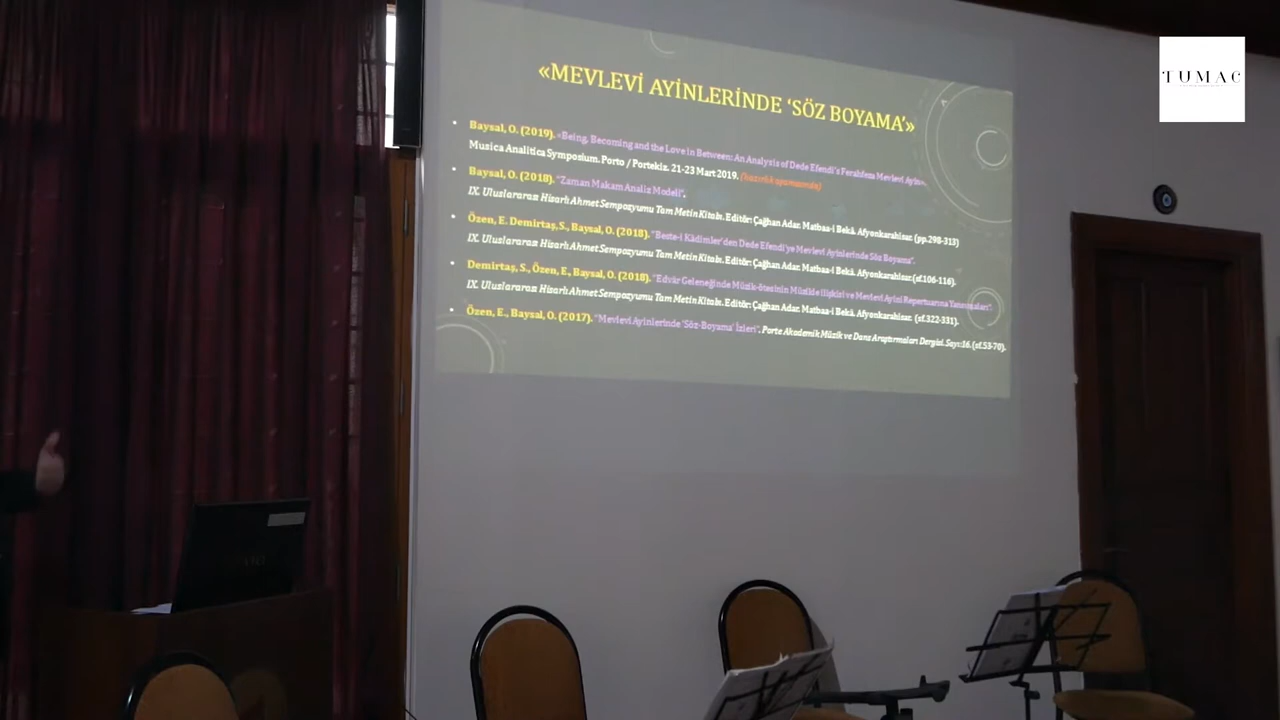 «MEVLEVİ AYİNLERİNDE ‘SÖZ BOYAMA’»
TUMAC
Baysal, O. (2019). «Being, Becoming and the Love in Between: An Analysis of Dede Efendi's Ferahfeza Mevlevi Ayin»,
Musica Analitica Symposium. Porto / Portekiz. 21-23 Mart 2019. (hazırlık aşamasında)
Baysal, O. (2018). "Zaman Makam Analiz Modeli",
IX. Uluslararası Hisarlı Ahmet Sempozyumu Tam Metin Kitabı. Editör: Çağhan Adar. Matbaa-i Bekâ. Afyonkarahisar. (pp.298-313)
Özen, E. Demirtaş, S., Baysal, O. (2018). "Beste-i Kadimler'den Dede Efendi'ye Mevlevi Ayinlerinde Söz Boyama".
IX. Uluslararası Hisarlı Ahmet Sempozyumu Tam Metin Kitabı. Editör: Çağhan Adar. Matbaa-i Bekâ. Afyonkarahisar.(sf.106-116).
Demirtaş, S., Özen, E., Baysal, O. (2018). "Edvâr Geleneğinde Müzik-ötesinin Müzikle İlişkisi ve Mevlevi Ayini Repertuarına Yansımaları".
IX. Uluslararası Hisarlı Ahmet Sempozyumu Tam Metin Kitabı. Editör: Çağhan Adar. Matbaa-i Bekâ. Afyonkarahisar. (sf.322-331).
Özen, E., Baysal, O. (2017). "Mevlevi Ayinlerinde 'Söz-Boyama' İzleri", Porte Akademik Müzik ve Dans Araştırmaları Dergisi. Sayı:16. (sf.53-70).